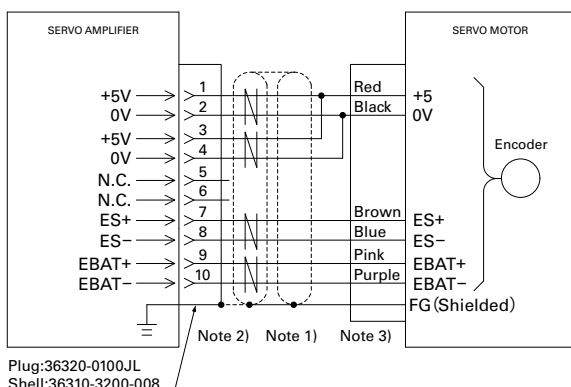 SERVO AMPLIFIER
SERVO MOTOR
+5V 1 Red +5
0V 2 Black 0V
+5V 3
0V 4
N.C. 5
N.C. 6
Encoder
ES+ 7 Brown ES+
ES− 8 Blue ES−
EBAT+ 9 Pink EBAT+
EBAT− 10 Purple EBAT−
FG(Shielded)
Note 2) Note 1) Note 3)
Plug:36320-0100JL
Shell:36310-3200-008